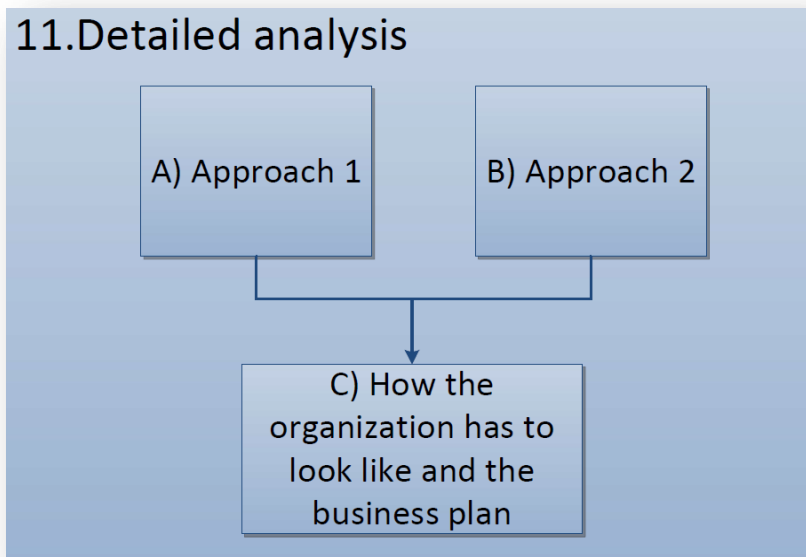 11.Detailed analysis
A) Approach 1
B) Approach 2
C) How the
organization has to
look like and the
business plan